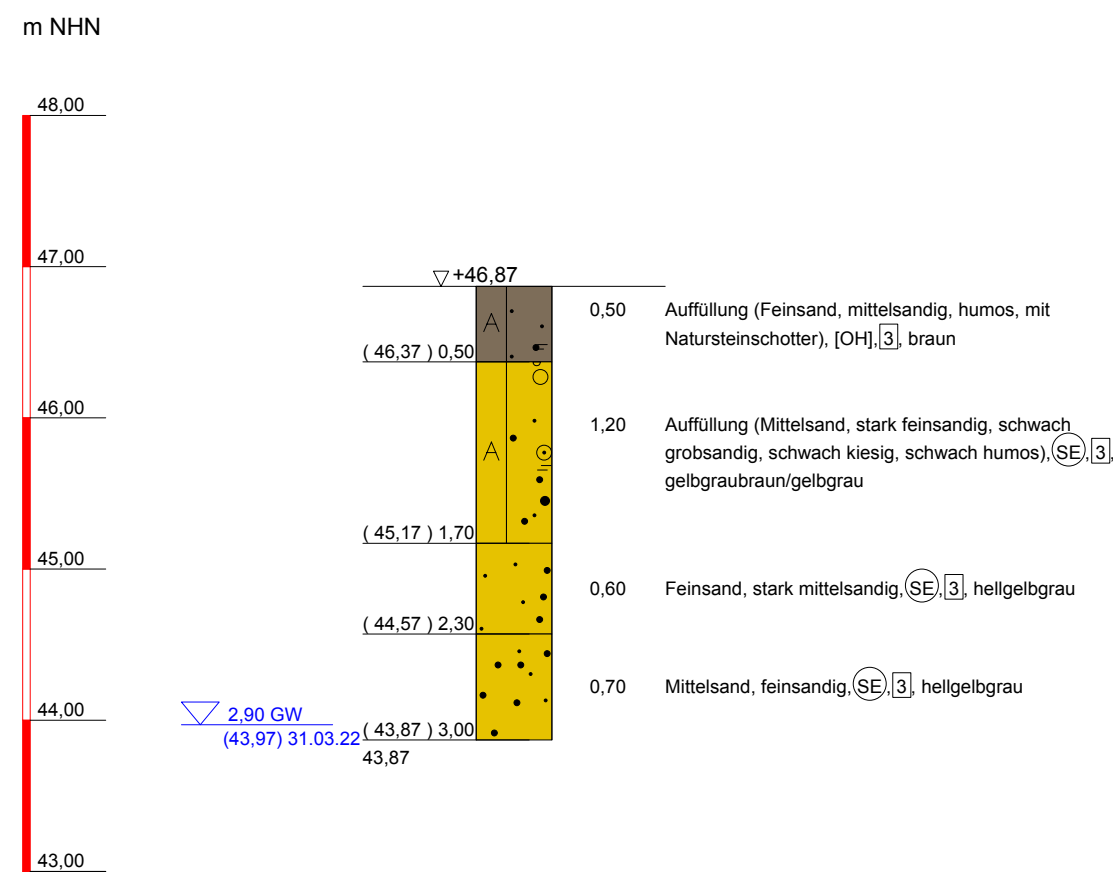 m NHN
48,00
47,00
46,00
45,00
44,00
43,00
+46,87
A
( 46,37 ) 0,50
0,50 Auffüllung (Feinsand, mittelsandig, humos, mit
Natursteinschotter), [OH], 3, braun
A
( 45,17 ) 1,70
1,20 Auffüllung (Mittelsand, stark feinsandig, schwach
grobsandig, schwach kiesig, schwach humos), SE, 3,
gelbgraubraun/gelbgrau
( 44,57 ) 2,30
0,60 Feinsand, stark mittelsandig, SE, 3, hellgelbgrau
( 43,87 ) 3,00
0,70 Mittelsand, feinsandig, SE, 3, hellgelbgrau
2,90 GW
(43,97) 31.03.22
43,87